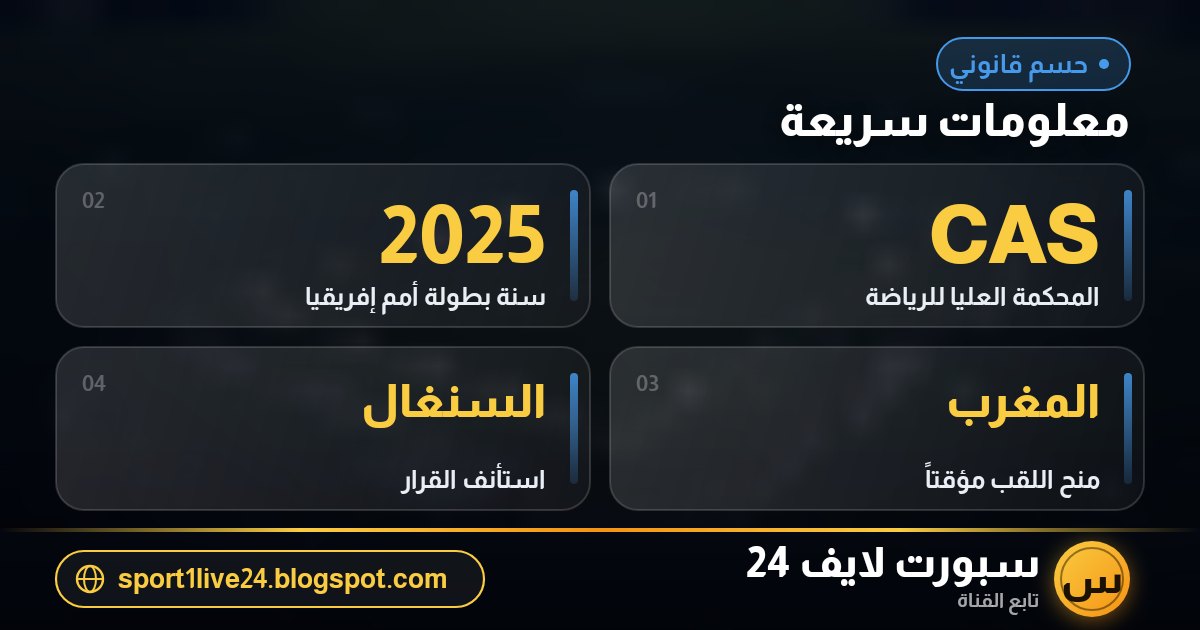 حسم قانوني
معلومات سريعة
01
CAS
المحكمة العليا للرياضة
02
2025
سنة بطولة أمم إفريقيا
03
المغرب
منح اللقب مؤقتاً
04
السنغال
استأنف القرار
س
سبورت لايف 24
تابع القناة
sport1live24.blogspot.com